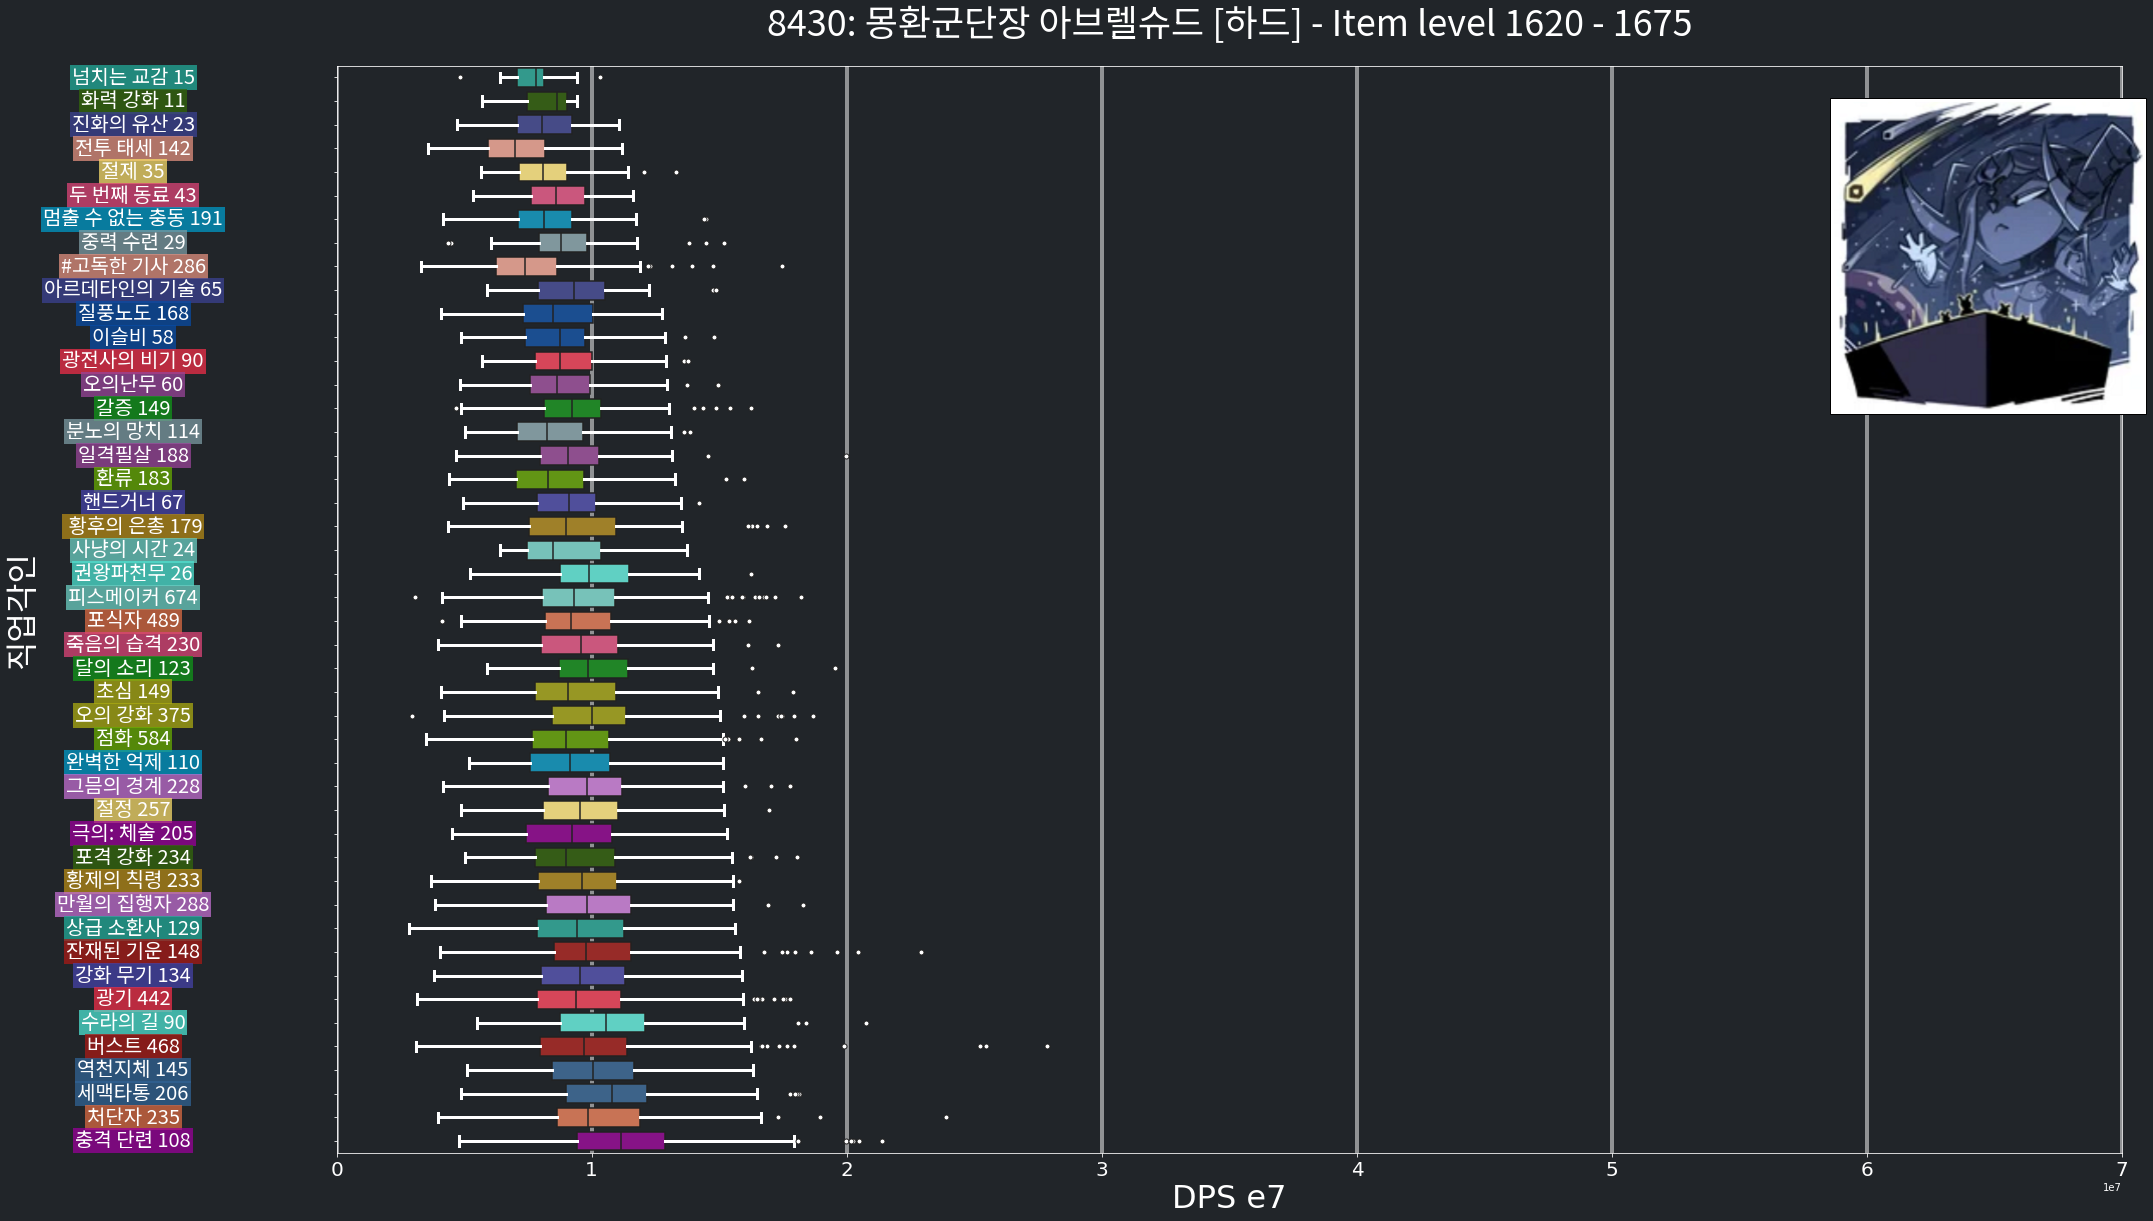 8430: 몽환군단장 아브렐슈드 [하드] - Item level 1620 - 1675
직업각인
넘치는 교감 15
화력 강화 11
진화의 유산 23
전투 태세 142
절제 35
두 번째 동료 43
멈출 수 없는 충동 191
중력 수련 29
#고독한 기사 286
아르데타인의 기술 65
질풍노도 168
이슬비 58
광전사의 비기 90
오의난무 60
갈증 149
분노의 망치 114
일격필살 188
환류 183
핸드거너 67
황후의 은총 179
사냥의 시간 24
권왕파천무 26
피스메이커 674
포식자 489
죽음의 습격 230
달의 소리 123
초심 149
오의 강화 375
점화 584
완벽한 억제 110
그믐의 경계 228
절정 257
극의: 체술 205
포격 강화 234
황제의 칙령 233
만월의 집행자 288
상급 소환사 129
잔재된 기운 148
강화 무기 134
광기 442
수라의 길 90
버스트 468
역천지체 145
세맥타통 206
처단자 235
충격 단련 108
0 1 2 3 4 5 6 7
1e7
DPS e7